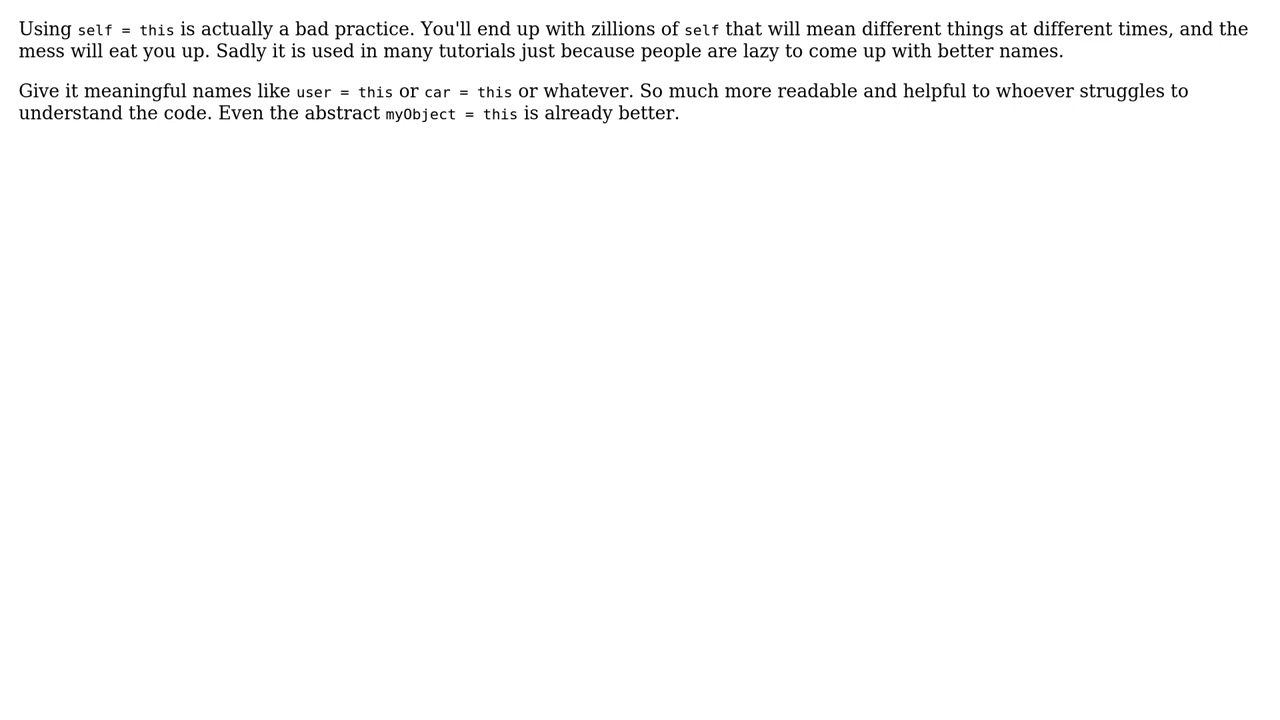 Using self = this is actually a bad practice. You'll end up with zillions of self that will mean different things at different times, and the
mess will eat you up. Sadly it is used in many tutorials just because people are lazy to come up with better names.
Give it meaningful names like user = this or car = this or whatever. So much more readable and helpful to whoever struggles to
understand the code. Even the abstract myObject = this is already better.